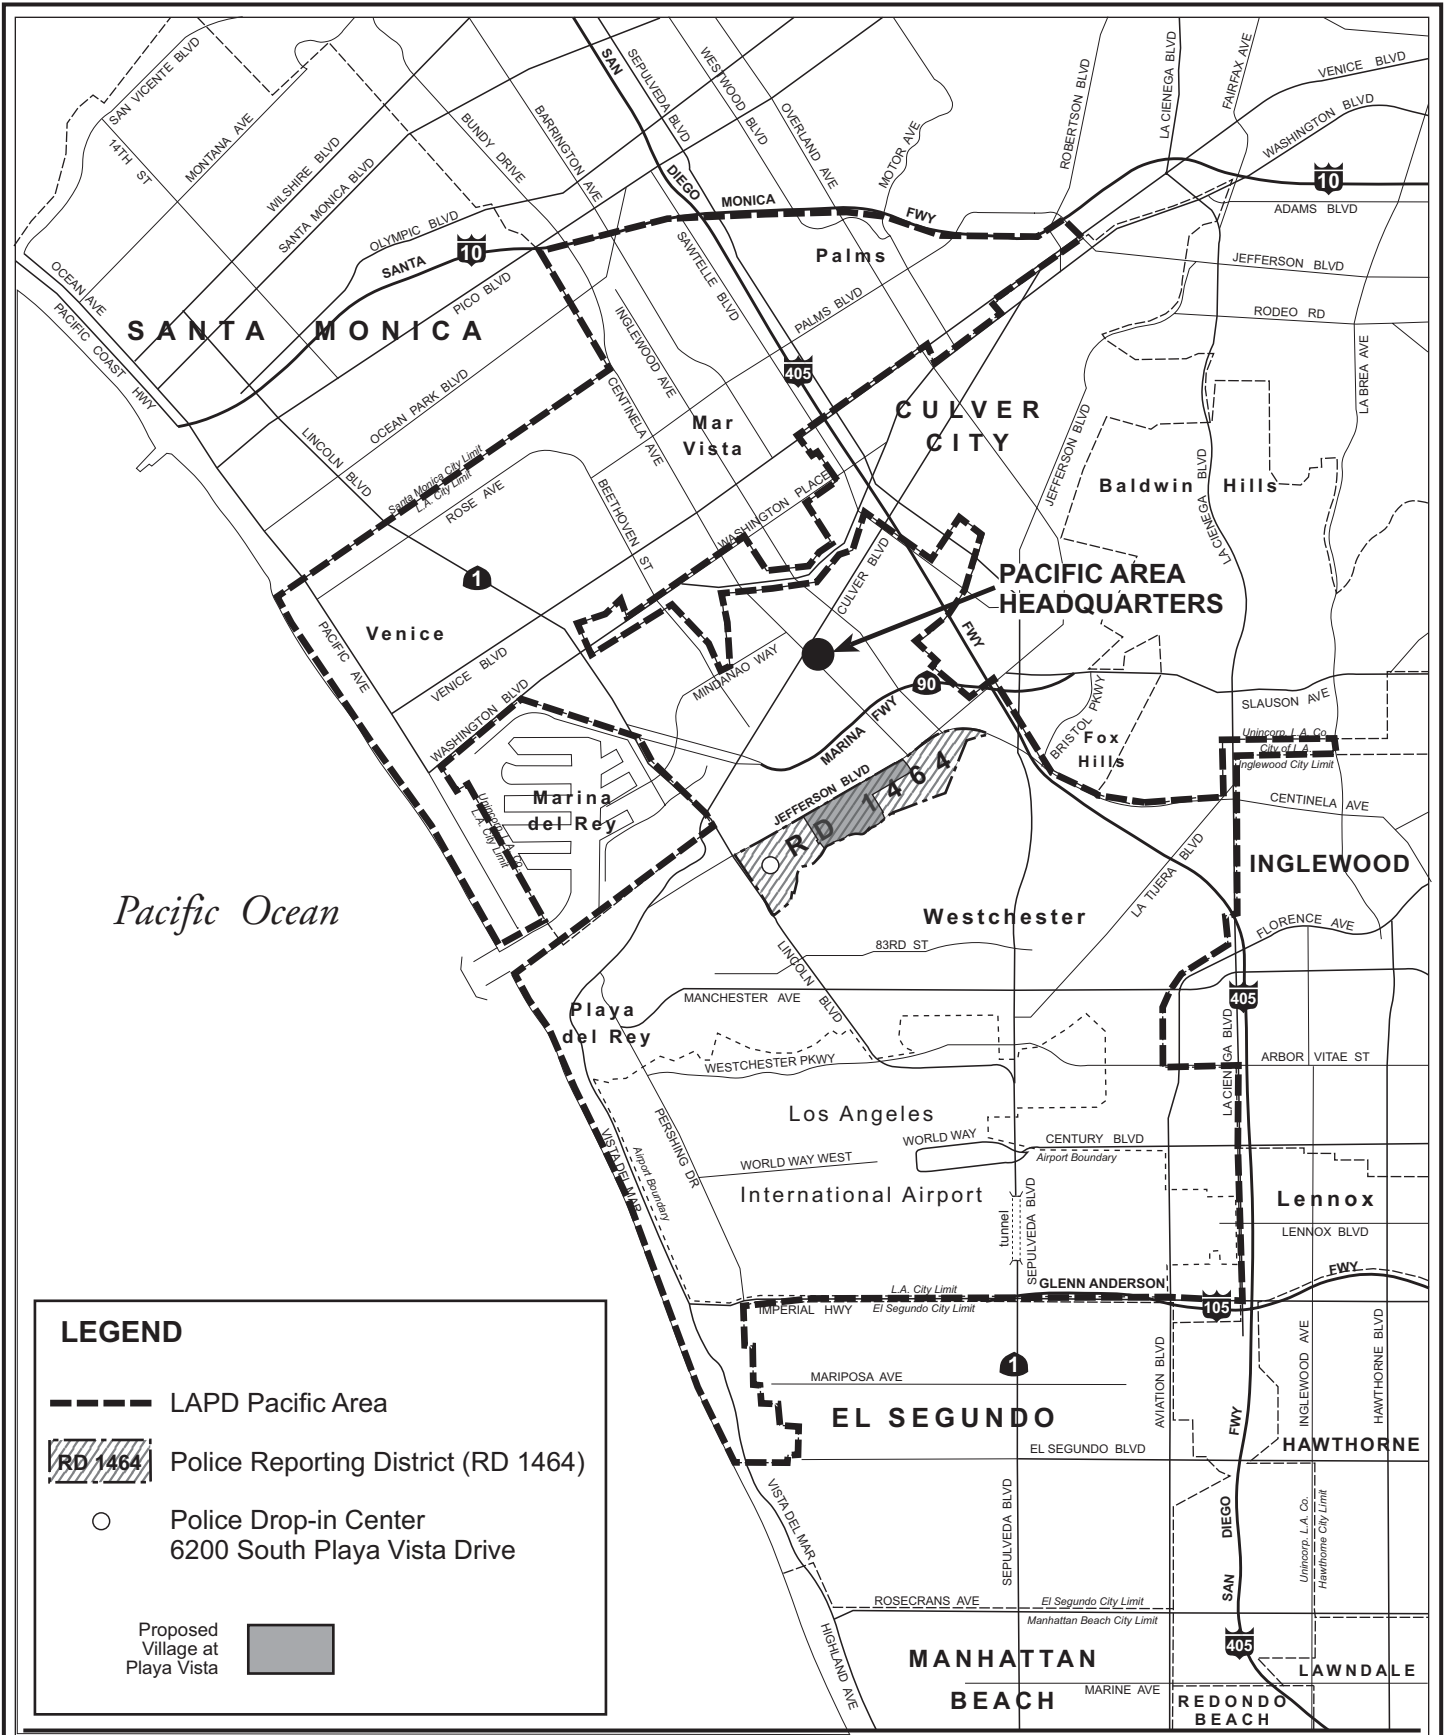 SAN VICENTE BLVD
14TH ST
MONTANA AVE
WILSHIRE BLVD
SANTA MONICA BLVD
OLYMPIC BLVD
BUNDY DRIVE
BARRINGTON AVE
SAN
DIEGO
SEPULVEDA BLVD
WESTWOOD BLVD
OVERLAND AVE
MOTOR AVE
ROBERTSON BLVD
LA CIENEGA BLVD
FAIRFAX AVE
VENICE BLVD
WASHINGTON BLVD
10
ADAMS BLVD
JEFFERSON BLVD
RODEO RD
LA BREA AVE
MONICA
FWY
Palms
SANTA
10
PICO BLVD
SAWTELLE BLVD
PALMS BLVD
OCEAN AVE
PACIFIC COAST HWY
SANTA MONICA
INGLEWOOD AVE
405
OCEAN PARK BLVD
CENTINELA AVE
LINCOLN BLVD
Mar
Vista
CULVER
CITY
JEFFERSON BLVD
LA CIENEGA BLVD
Baldwin Hills
Santa Monica City Limit
L.A. City Limit
ROSE AVE
BEETHOVEN ST
WASHINGTON PLACE
CULVER BLVD
PACIFIC AREA
HEADQUARTERS
1
Venice
PACIFIC AVE
VENICE BLVD
WASHINGTON BLVD
MINDANAO WAY
FWY
90
MARINA FWY
BRISTOL PKWY
Fox
Hills
SLAUSON AVE
Unincorp. L.A. Co.
City of L.A.
Inglewood City Limit
CENTINELA AVE
Marina
del Rey
Unincorp. L.A. Co.
L.A. City Limit
JEFFERSON BLVD
RD 1464
LA TIJERA BLVD
INGLEWOOD
Pacific Ocean
Westchester
FLORENCE AVE
83RD ST
LINCOLN BLVD
MANCHESTER AVE
405
Playa
del Rey
WESTCHESTER PKWY
LA CIENEGA BLVD
ARBOR VITAE ST
PERSHING DR
Los Angeles
WORLD WAY
CENTURY BLVD
Airport Boundary
VISTA DEL MAR
Airport Boundary
WORLD WAY WEST
International Airport
tunnel
SEPULVEDA BLVD
Lennox
LENNOX BLVD
L.A. City Limit
GLENN ANDERSON
FWY
IMPERIAL HWY
El Segundo City Limit
105
1
MARIPOSA AVE
AVIATION BLVD
INGLEWOOD AVE
HAWTHORNE BLVD
EL SEGUNDO
FWY
EL SEGUNDO BLVD
HAWTHORNE
VISTA DEL MAR
SEPULVEDA BLVD
DIEGO
SAN
Unincorp. L.A. Co.
Hawthorne City Limit
ROSECRANS AVE
El Segundo City Limit
Manhattan Beach City Limit
HIGHLAND AVE
405
MANHATTAN
BEACH
MARINE AVE
LAWNDALE
REDONDO
BEACH
LEGEND
LAPD Pacific Area
RD 1464
Police Reporting District (RD 1464)
Police Drop-in Center
6200 South Playa Vista Drive
Proposed
Village at
Playa Vista